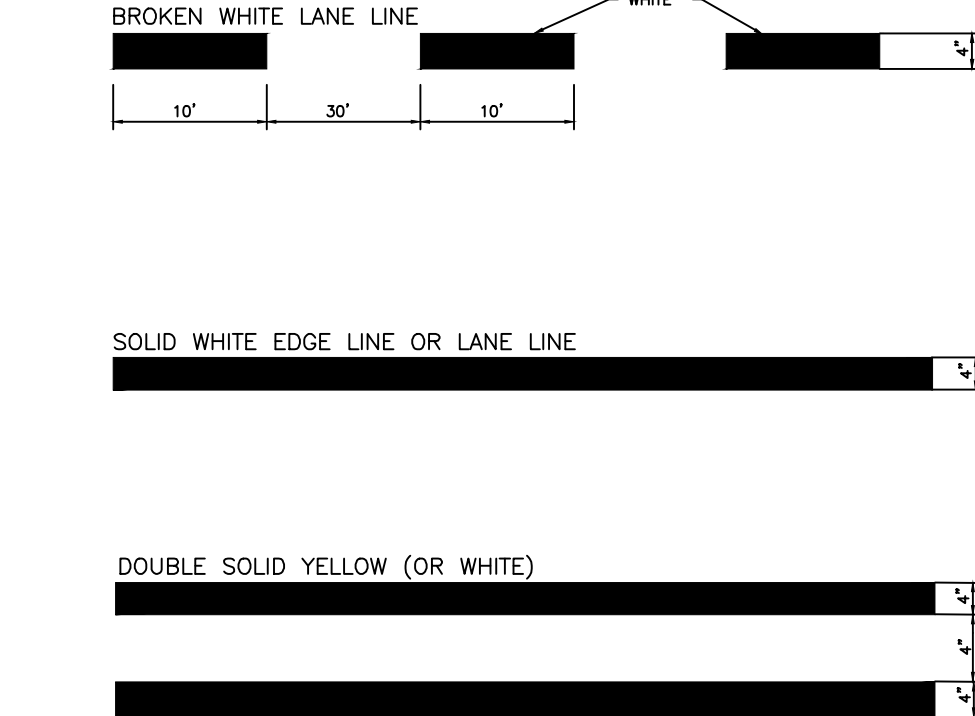 BROKEN WHITE LANE LINE
WHITE
4"
10'
30'
10'
SOLID WHITE EDGE LINE OR LANE LINE
4"
DOUBLE SOLID YELLOW (OR WHITE)
4"
4"
4"